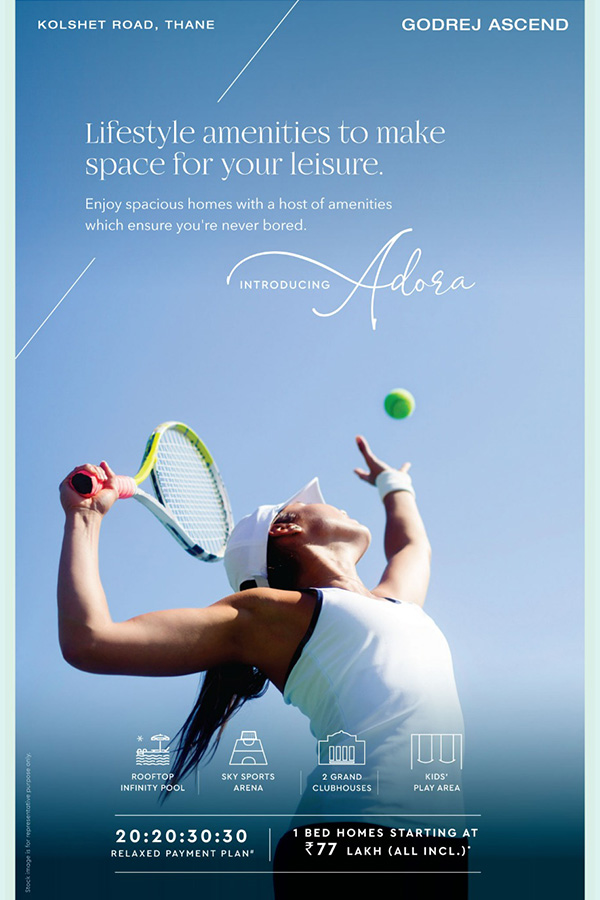 KOLSHET ROAD, THANE
GODREJ ASCEND
Lifestyle amenities to make
space for your leisure.
Enjoy spacious homes with a host of amenities
which ensure you're never bored.
INTRODUCING Adora
ROOFTOP
INFINITY POOL
SKY SPORTS
ARENA
2 GRAND
CLUBHOUSES
KIDS'
PLAY AREA
20:20:30:30
RELAXED PAYMENT PLAN#
1 BED HOMES STARTING AT
₹77 LAKH (ALL INCL.)*
Stock image is for representative purpose only.